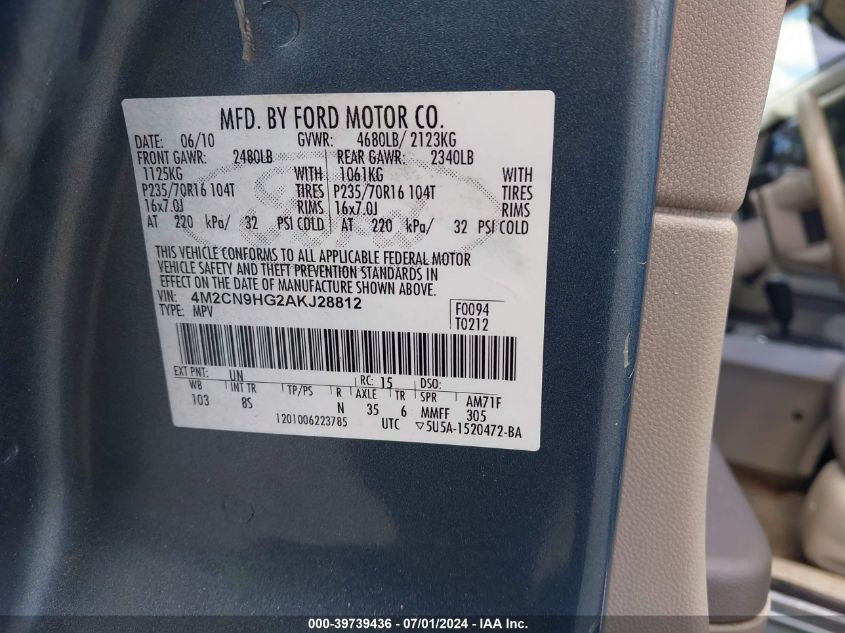 MFD. BY FORD MOTOR CO.
DATE: 06/10 GVWR: 4680LB/ 2123KG
FRONT GAWR: 2480LB REAR GAWR: 2340LB
1125KG WITH 1061KG WITH
P235/70R16 104T TIRES P235/70R16 104T TIRES
16x7.0J RIMS 16x7.0J RIMS
AT 220 kPa/ 32 PSI COLD AT 220 kPa/ 32 PSI COLD
THIS VEHICLE CONFORMS TO ALL APPLICABLE FEDERAL MOTOR
VEHICLE SAFETY AND THEFT PREVENTION STANDARDS IN
EFFECT ON THE DATE OF MANUFACTURE SHOWN ABOVE.
VIN: 4M2CN9HG2AKJ28812 F0094
TYPE: MPV T0212
EXT PNT: UN RC: 15 DSO:
WB INT TR TP/PS R AXLE TR SPR AM71F
103 8S N 35 6 MMFF 305
1201006223785 UTC ▽5U5A-1520472-BA
Ford
000-39739436 - 07/01/2024 - IAA Inc.